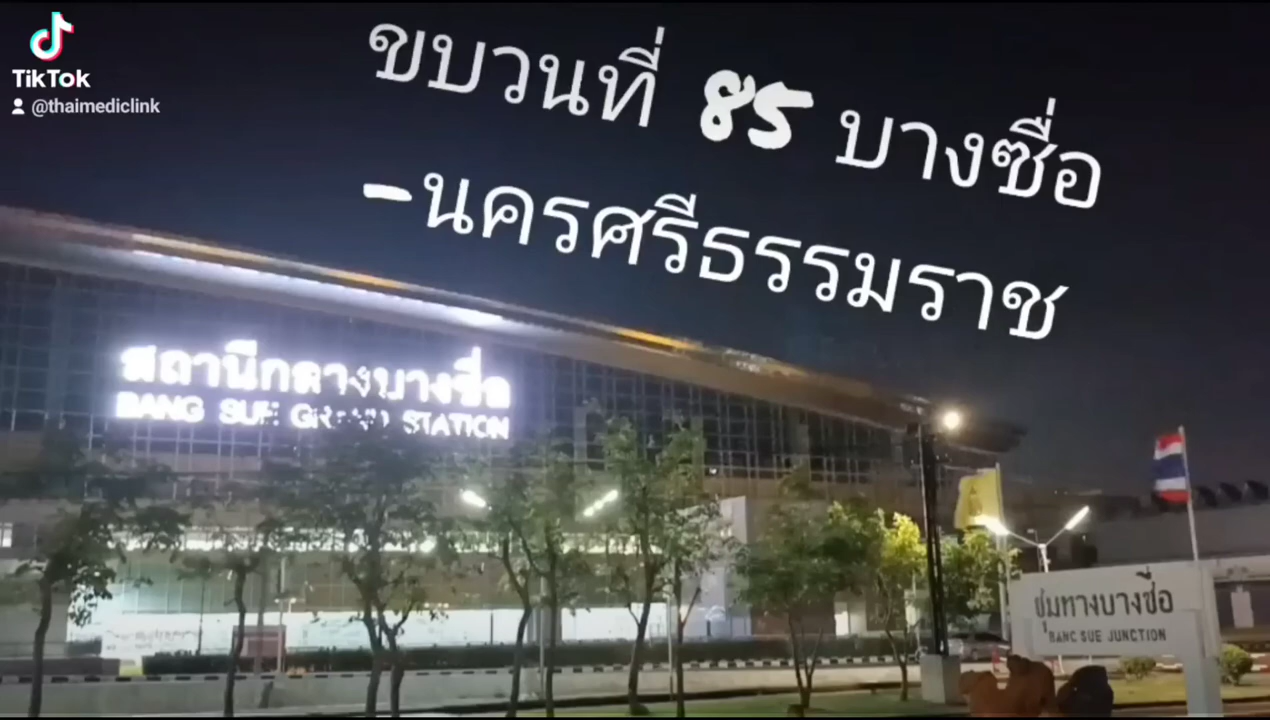 TikTok
@thaimediclink
ขบวนที่ 85 บางซื่อ
-นครศรีธรรมราช
สถานีกลางบางซื่อ
BANG SUE GRAND STATION
ชุมทางบางซื่อ
BANG SUE JUNCTION